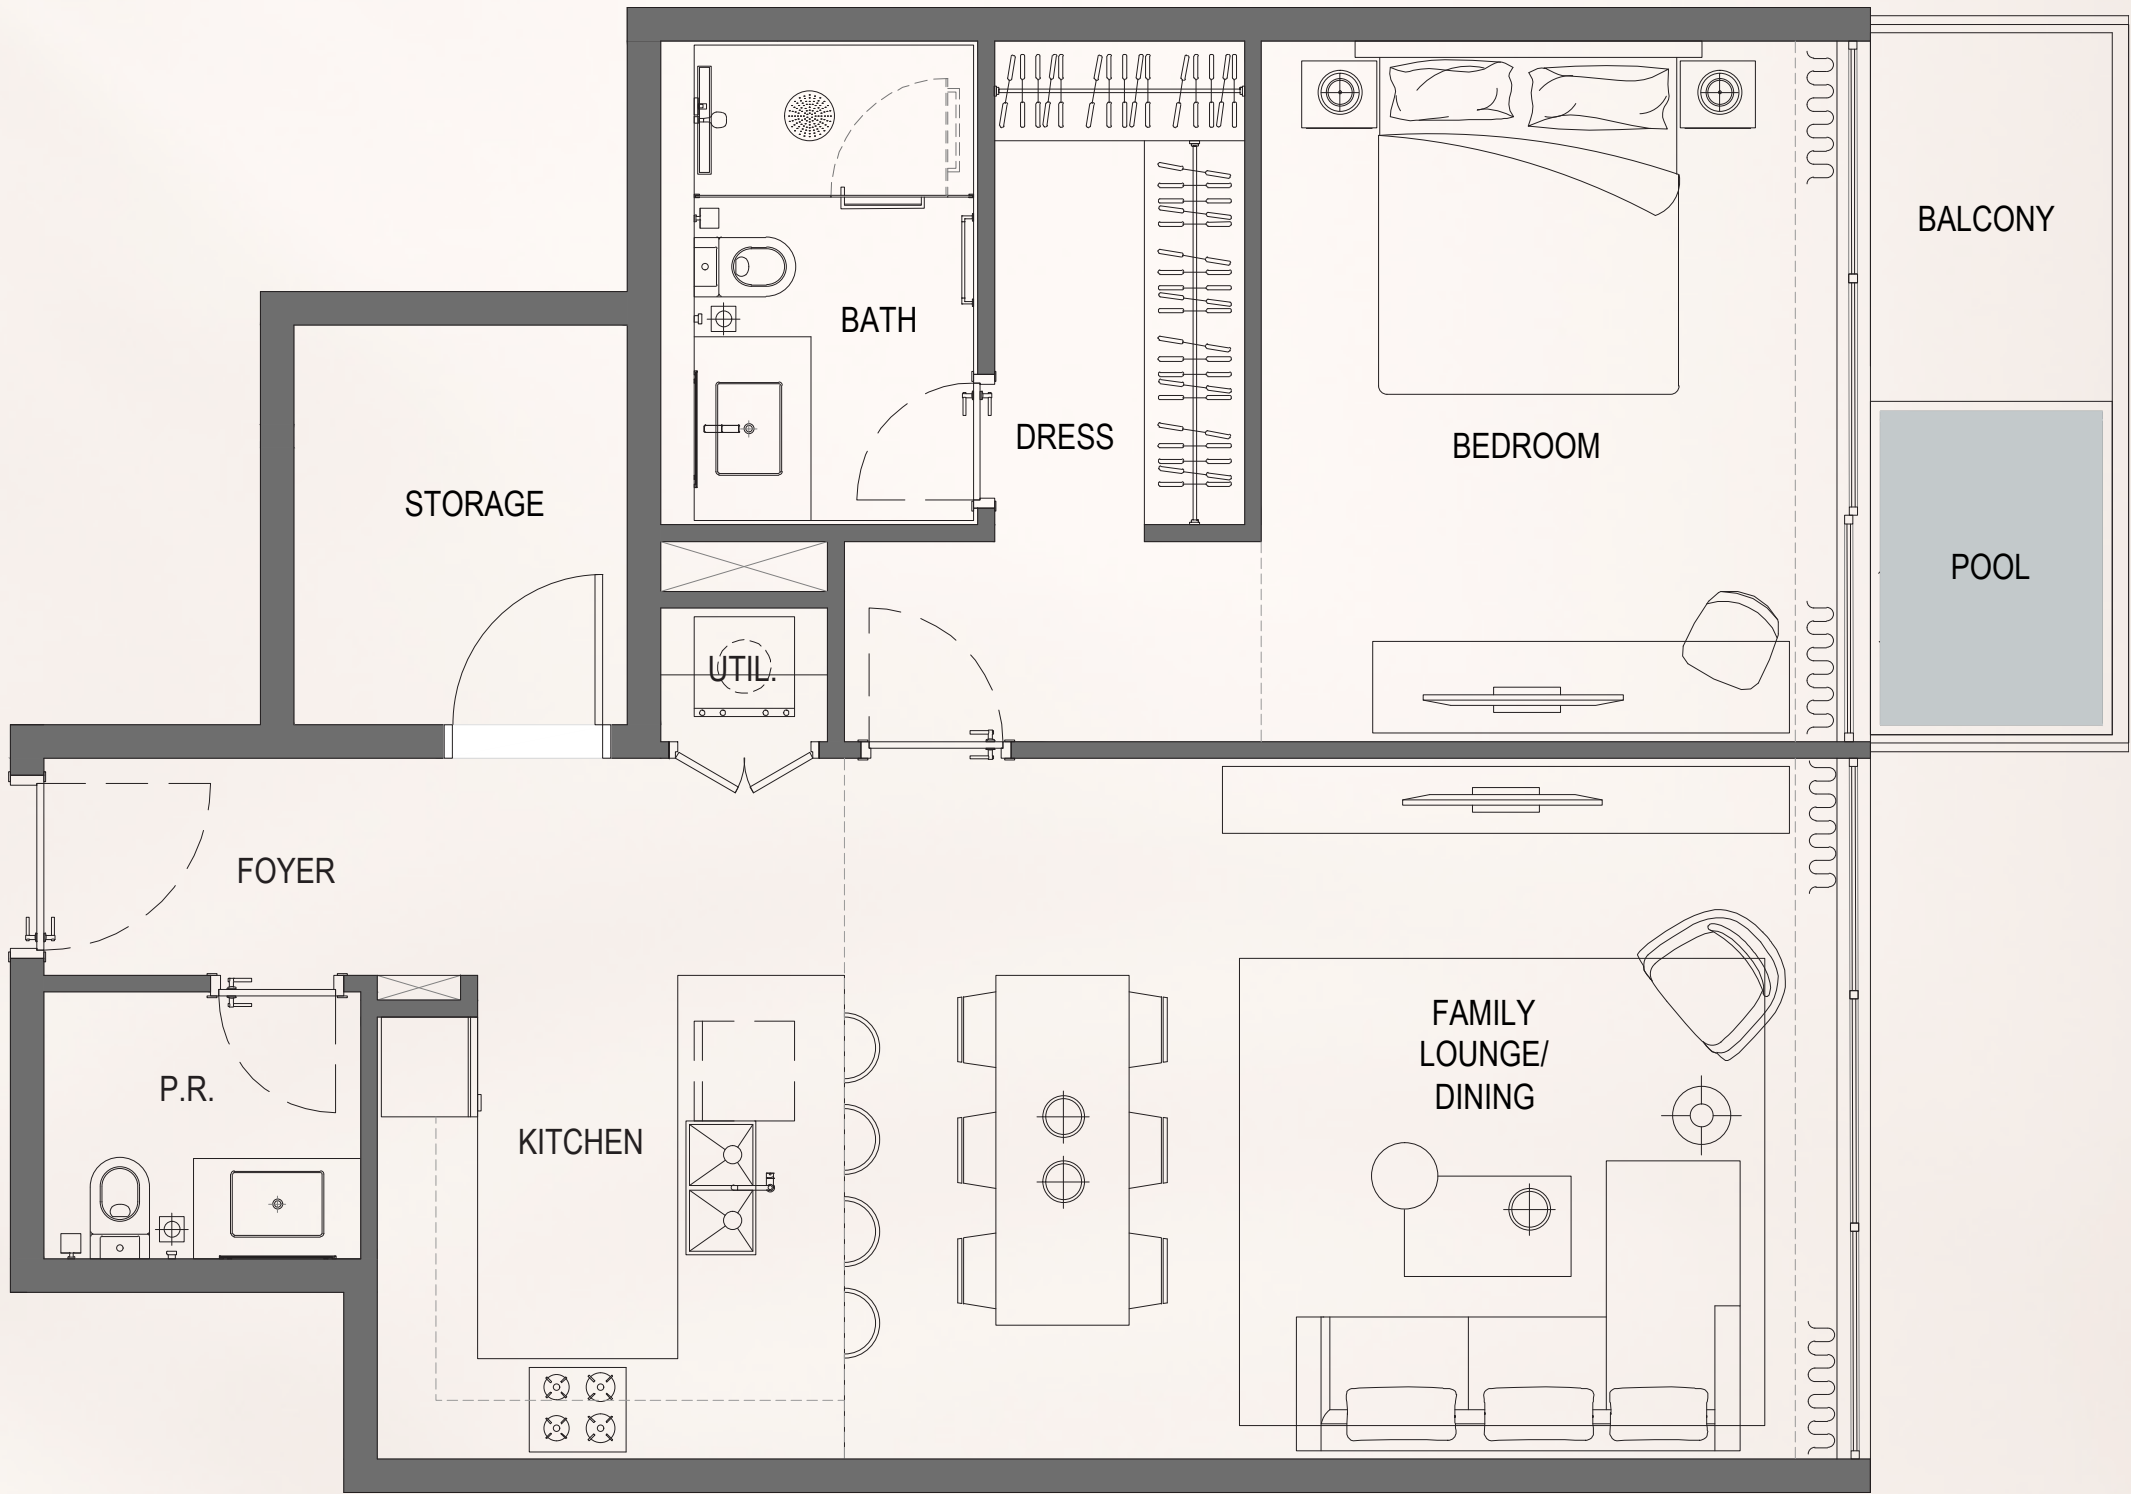 BALCONY
BATH
DRESS
BEDROOM
STORAGE
POOL
UTIL.
FOYER
FAMILY
LOUNGE/
DINING
P.R.
KITCHEN